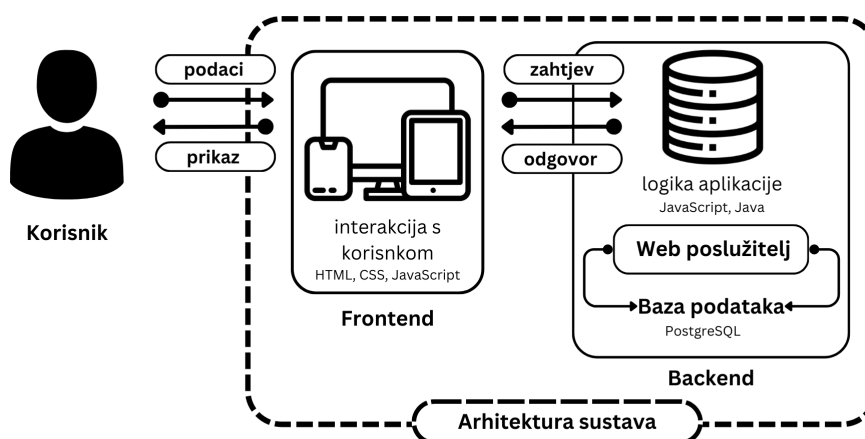 podaci
prikaz
Korisnik
interakcija s
korisnkom
HTML, CSS, JavaScript
Frontend
zahtjev
odgovor
logika aplikacije
JavaScript, Java
Web poslužitelj
Baza podataka
PostgreSQL
Backend
Arhitektura sustava